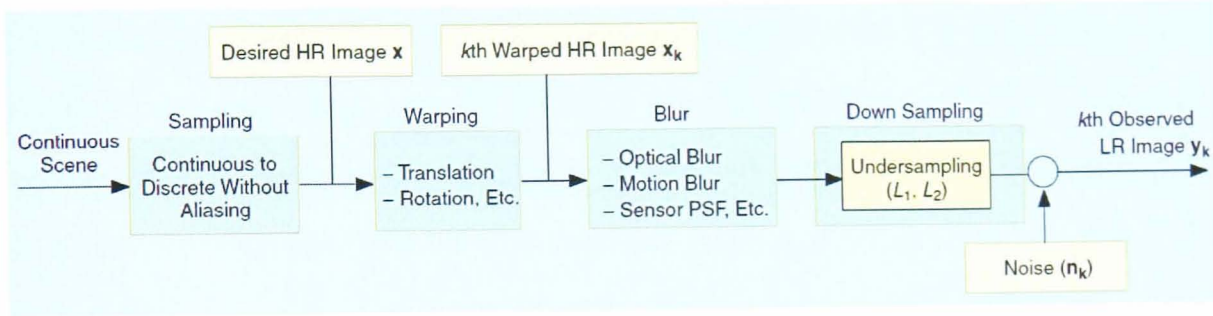 Desired HR Image x
kth Warped HR Image xk
Sampling
Warping
Blur
Down Sampling
Continuous
Scene
Continuous to
Discrete Without
Aliasing
– Translation
– Rotation, Etc.
– Optical Blur
– Motion Blur
– Sensor PSF, Etc.
Undersampling
(L1. L2)
kth Observed
LR Image yk
Noise (nk)